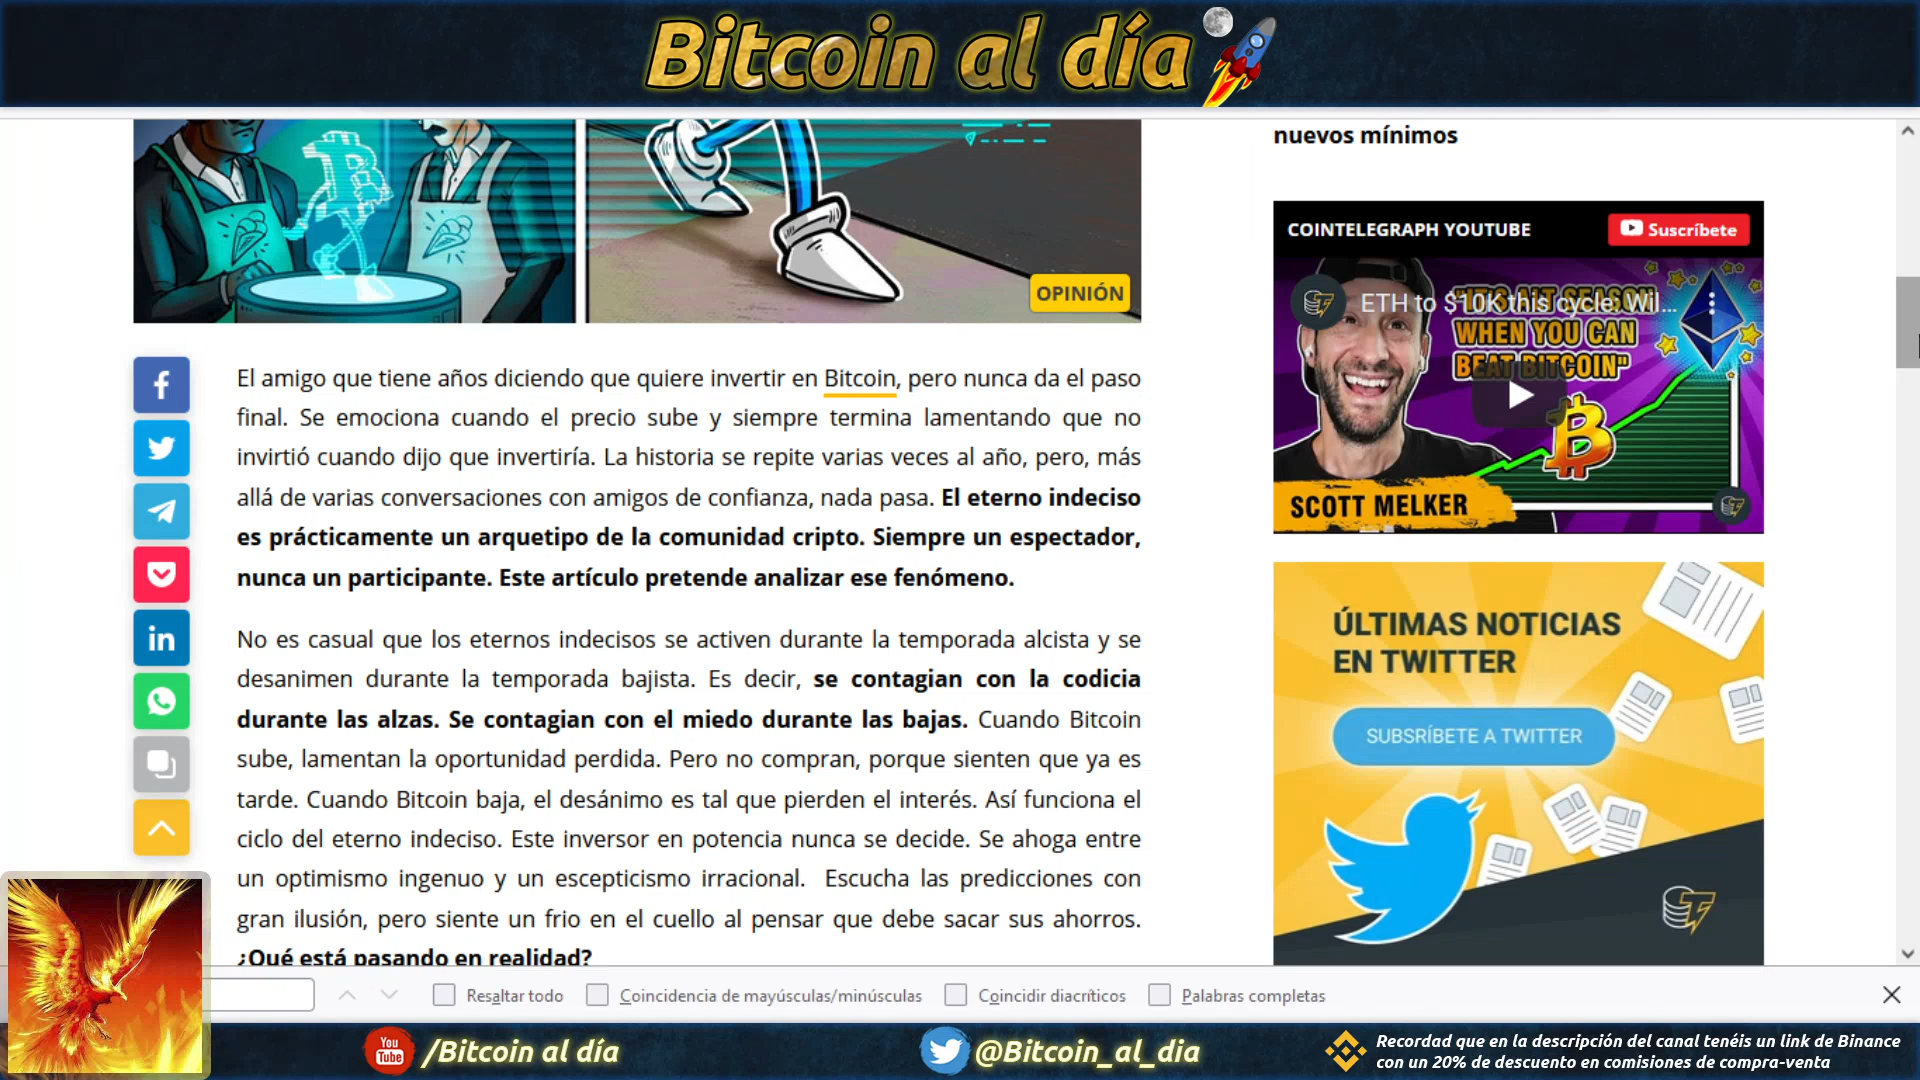 Bitcoin al día
nuevos mínimos
OPINIÓN
COINTELEGRAPH YOUTUBE
Suscríbete
ETH to $10K this cycle: Wil...
"IT'S ALT SEASON
WHEN YOU CAN
BEAT BITCOIN"
SCOTT MELKER
El amigo que tiene años diciendo que quiere invertir en Bitcoin, pero nunca da el paso
final. Se emociona cuando el precio sube y siempre termina lamentando que no
invirtió cuando dijo que invertiría. La historia se repite varias veces al año, pero, más
allá de varias conversaciones con amigos de confianza, nada pasa. El eterno indeciso
es prácticamente un arquetipo de la comunidad cripto. Siempre un espectador,
nunca un participante. Este artículo pretende analizar ese fenómeno.
No es casual que los eternos indecisos se activen durante la temporada alcista y se
desanimen durante la temporada bajista. Es decir, se contagian con la codicia
durante las alzas. Se contagian con el miedo durante las bajas. Cuando Bitcoin
sube, lamentan la oportunidad perdida. Pero no compran, porque sienten que ya es
tarde. Cuando Bitcoin baja, el desánimo es tal que pierden el interés. Así funciona el
ciclo del eterno indeciso. Este inversor en potencia nunca se decide. Se ahoga entre
un optimismo ingenuo y un escepticismo irracional. Escucha las predicciones con
gran ilusión, pero siente un frio en el cuello al pensar que debe sacar sus ahorros.
¿Qué está pasando en realidad?
ÚLTIMAS NOTICIAS
EN TWITTER
SUBSRÍBETE A TWITTER
Resaltar todo
Coincidencia de mayúsculas/minúsculas
Coincidir diacríticos
Palabras completas
You
Tube
/Bitcoin al día
@Bitcoin_al_dia
Recordad que en la descripción del canal tenéis un link de Binance
con un 20% de descuento en comisiones de compra-venta